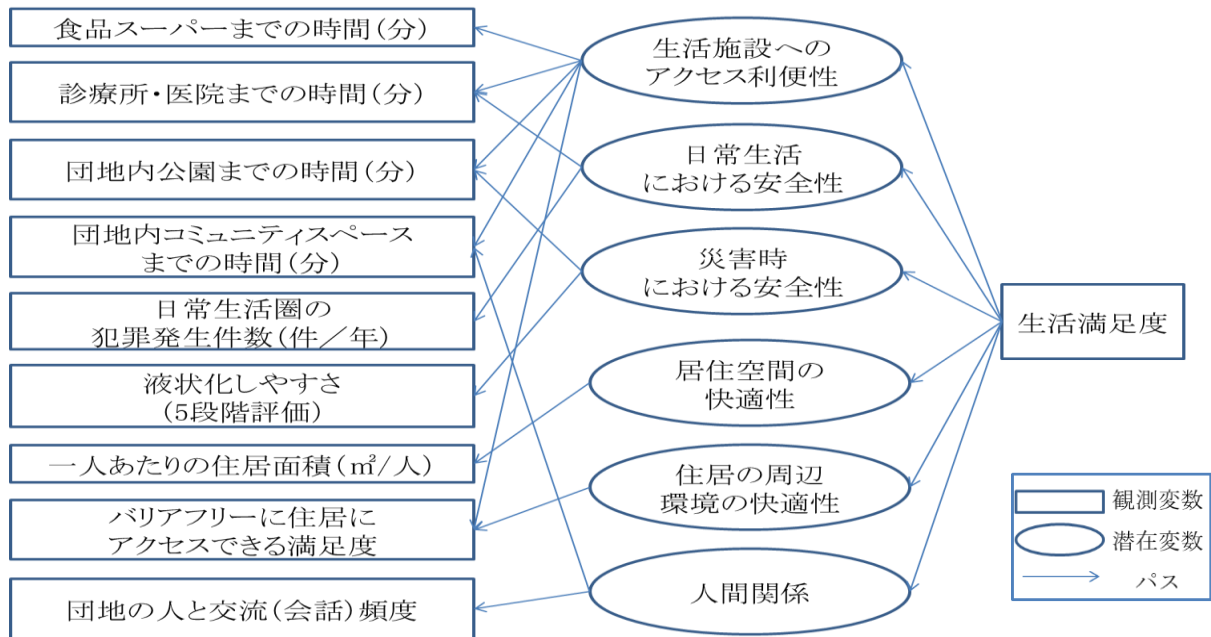 食品スーパーまでの時間(分)
診療所・医院までの時間(分)
団地内公園までの時間(分)
団地内コミュニティスペース
までの時間(分)
日常生活圏の
犯罪発生件数(件／年)
液状化しやすさ
(5段階評価)
一人あたりの住居面積(㎡/人)
バリアフリーに住居に
アクセスできる満足度
団地の人と交流(会話)頻度
生活施設への
アクセス利便性
日常生活
における安全性
災害時
における安全性
居住空間の
快適性
住居の周辺
環境の快適性
人間関係
生活満足度
観測変数
潜在変数
パス